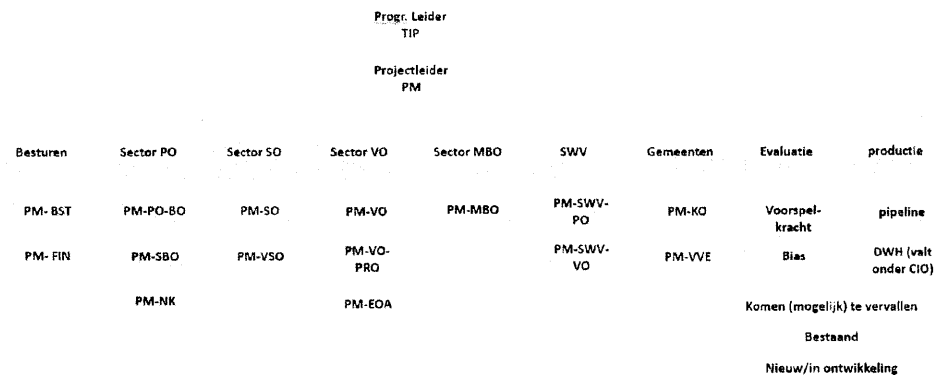 Progr. Leider
TIP
Projectleider
PM
Besturen Sector PO Sector SO Sector VO Sector MBO SWV Gemeenten Evaluatie productie
PM- BST PM-PO-BO PM-SO PM-VO PM-MBO PM-SWV-PO PM-KO Voorspel-kracht pipeline
PM- FIN PM-SBO PM-VSO PM-VO-PRO PM-SWV-VO PM-VVE Bias DWH (valt onder CIO)
PM-NK PM-EOA
Komen (mogelijk) te vervallen
Bestaand
Nieuw/in ontwikkeling